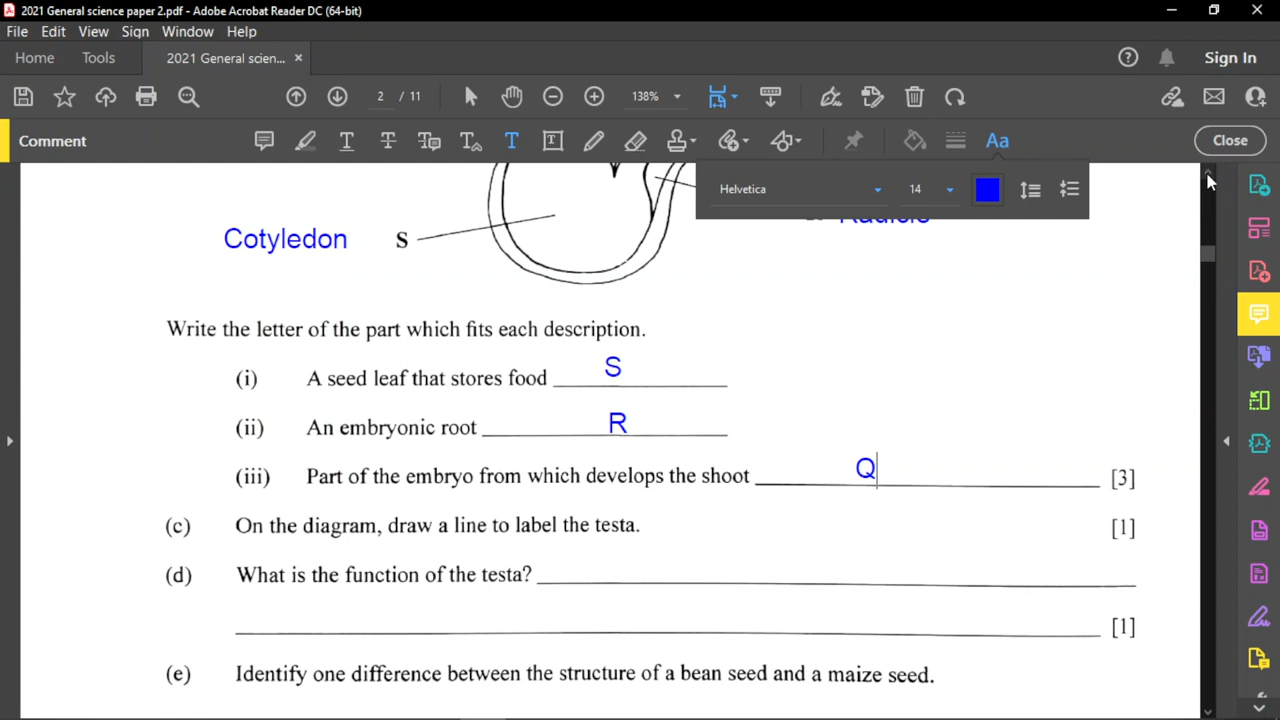 2021 General science paper 2.pdf - Adobe Acrobat Reader DC (64-bit)
File Edit View Sign Window Help
Home Tools 2021 General scien... × Sign In
2 / 11 138%
Comment Close
Helvetica 14
Radicle
Cotyledon S
Write the letter of the part which fits each description.
(i) A seed leaf that stores food S
(ii) An embryonic root R
(iii) Part of the embryo from which develops the shoot Q [3]
(c) On the diagram, draw a line to label the testa. [1]
(d) What is the function of the testa?
[1]
(e) Identify one difference between the structure of a bean seed and a maize seed.